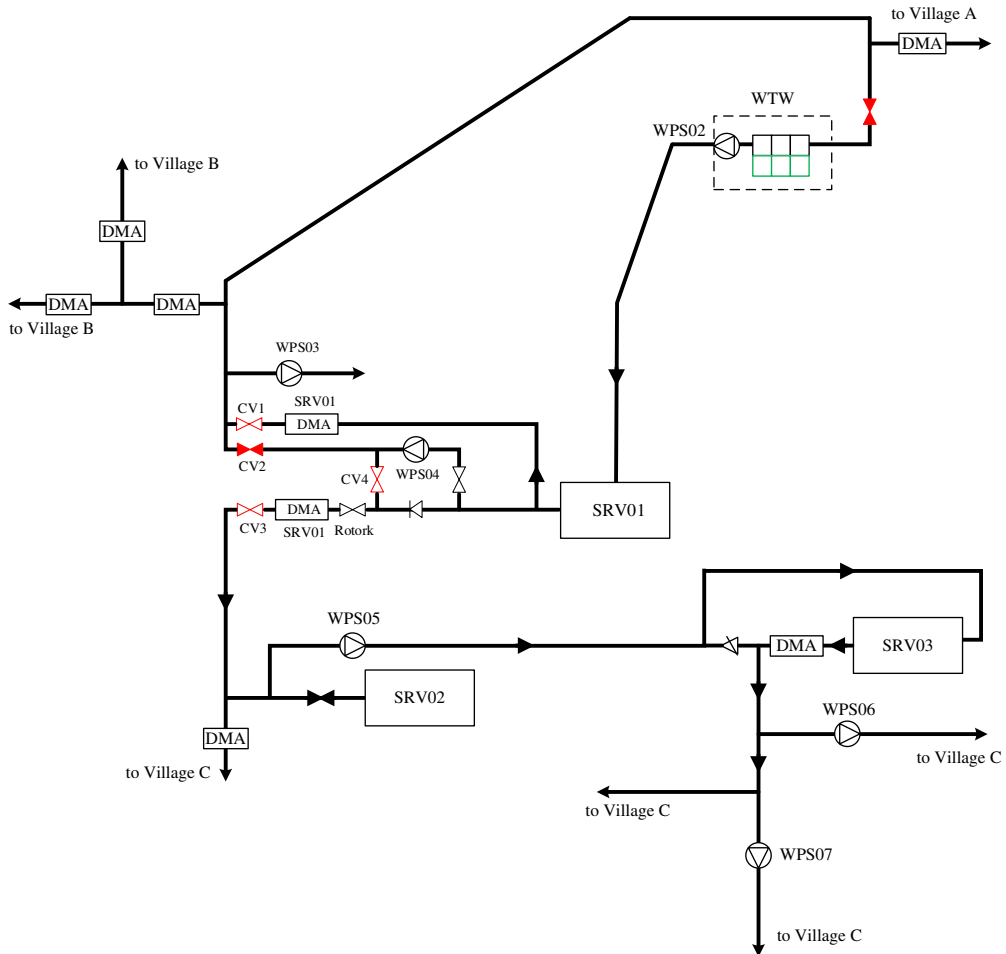 to Village A
DMA
WTW
WPS02
to Village B
DMA
DMA
DMA
to Village B
WPS03
SRV01
CV1
DMA
CV2
WPS04
CV4
SRV01
DMA
CV3
SRV01
Rotork
WPS05
DMA
SRV03
SRV02
WPS06
DMA
to Village C
to Village C
to Village C
WPS07
to Village C